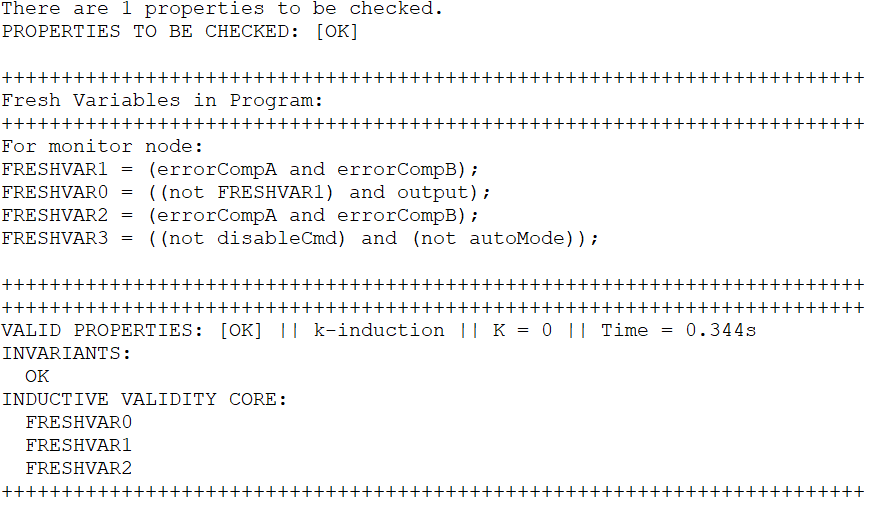 There are 1 properties to be checked.
PROPERTIES TO BE CHECKED: [OK]
++++++++++++++++++++++++++++++++++++++++++++++++++++++++++++++++++++++++
Fresh Variables in Program:
++++++++++++++++++++++++++++++++++++++++++++++++++++++++++++++++++++++++
For monitor node:
FRESHVAR1 = (errorCompA and errorCompB);
FRESHVAR0 = ((not FRESHVAR1) and output);
FRESHVAR2 = (errorCompA and errorCompB);
FRESHVAR3 = ((not disableCmd) and (not autoMode));
++++++++++++++++++++++++++++++++++++++++++++++++++++++++++++++++++++++++
++++++++++++++++++++++++++++++++++++++++++++++++++++++++++++++++++++++++
VALID PROPERTIES: [OK] || k-induction || K = 0 || Time = 0.344s
INVARIANTS:
  OK
INDUCTIVE VALIDITY CORE:
  FRESHVAR0
  FRESHVAR1
  FRESHVAR2
++++++++++++++++++++++++++++++++++++++++++++++++++++++++++++++++++++++++